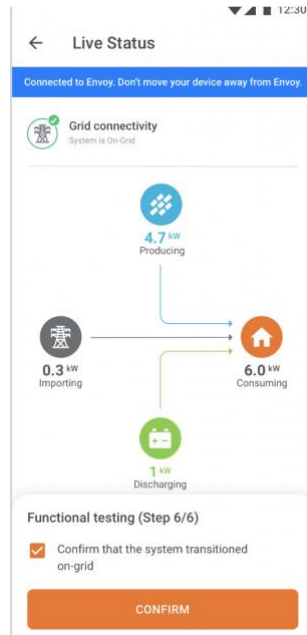 12:30
Live Status
Connected to Envoy. Don't move your device away from Envoy.
Grid connectivity
System is On-Grid
4.7 kW
Producing
0.3 kW
Importing
6.0 kW
Consuming
1 kW
Discharging
Functional testing (Step 6/6)
Confirm that the system transitioned
on-grid
CONFIRM